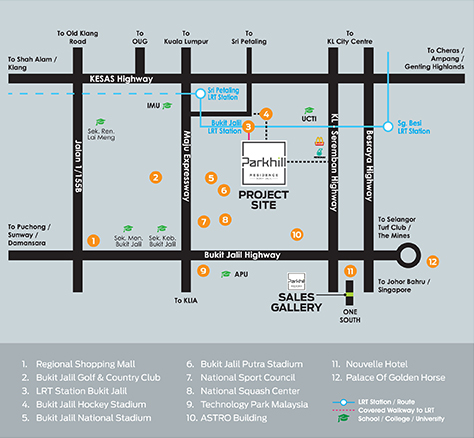 To Old Klang
Road
To
OUG
To
Kuala Lumpur
To
Sri Petaling
To
KL City Centre
To Shah Alam /
Klang
To Cheras /
Ampang /
Genting Highlands
KESAS Highway
Sri Petaling
LRT Station
IMU
4
UCTI
Sek. Ren.
Lai Meng
Bukit Jalil
LRT Station
3
Sg. Besi
LRT Station
Jalan 1/155B
Maju Expressway
KL Seremban Highway
Besraya Highway
Parkhill
RESIDENCE
PROJECT
SITE
2
5
6
7
8
10
To Puchong /
Sunway /
Damansara
1
Sek. Men.
Bukit Jalil
Sek. Keb.
Bukit Jalil
To Selangor
Turf Club /
The Mines
Bukit Jalil Highway
12
9
APU
11
Parkhill
To Johor Bahru /
Singapore
To KLIA
SALES
GALLERY
ONE
SOUTH
1. Regional Shopping Mall
2. Bukit Jalil Golf & Country Club
3. LRT Station Bukit Jalil
4. Bukit Jalil Hockey Stadium
5. Bukit Jalil National Stadium
6. Bukit Jalil Putra Stadium
7. National Sport Council
8. National Squash Center
9. Technology Park Malaysia
10. ASTRO Building
11. Nouvelle Hotel
12. Palace Of Golden Horse
LRT Station / Route
Covered Walkway to LRT
School / College / University